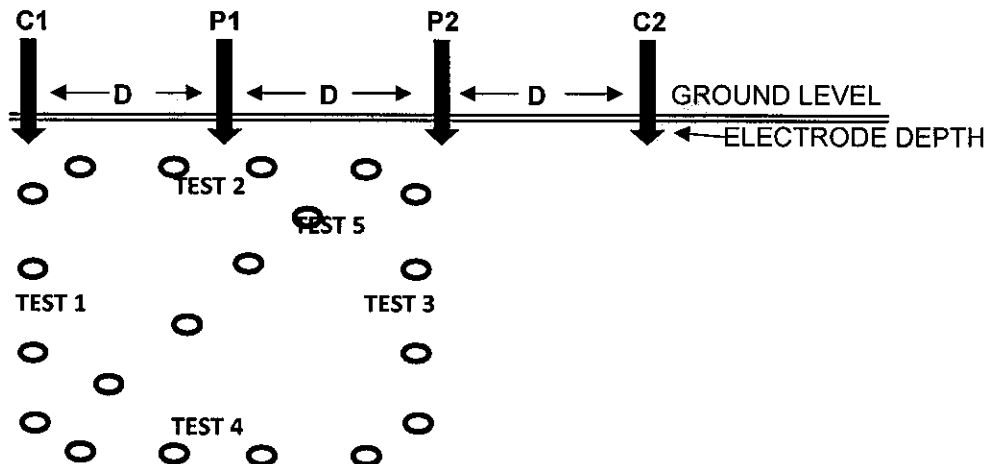 C1 P1 P2 C2
D D D
GROUND LEVEL
ELECTRODE DEPTH
TEST 2
TEST 5
TEST 1 TEST 3
TEST 4